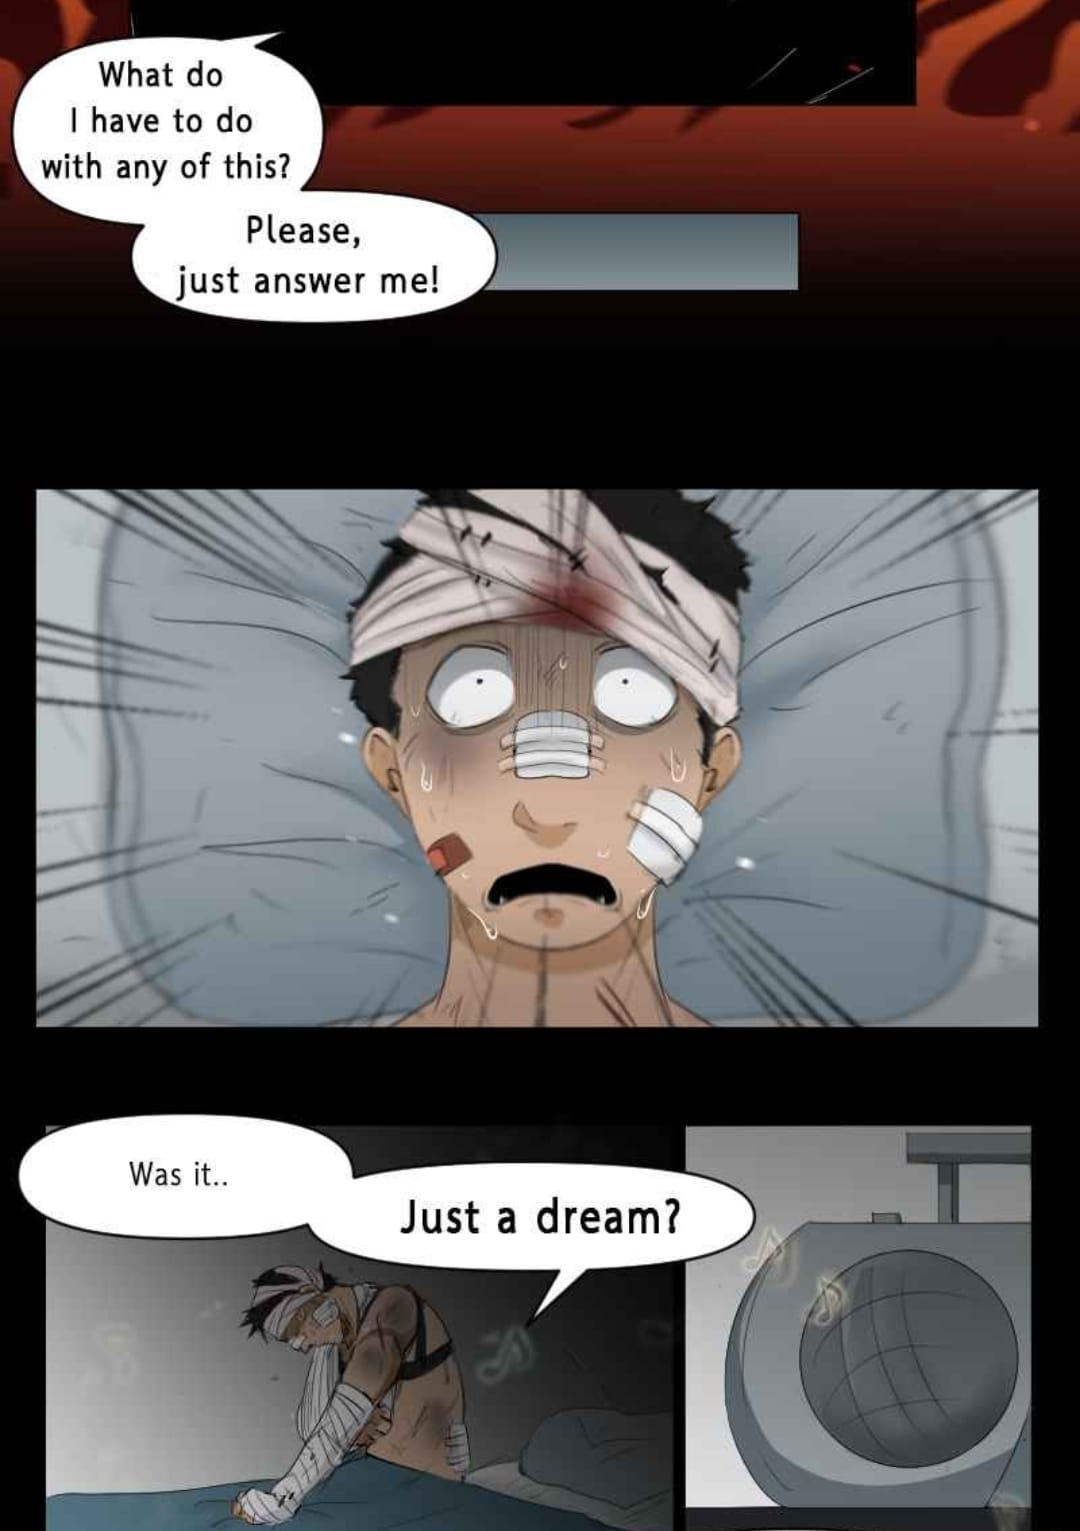 What do
I have to do
with any of this?
Please,
just answer me!
Was it..
Just a dream?